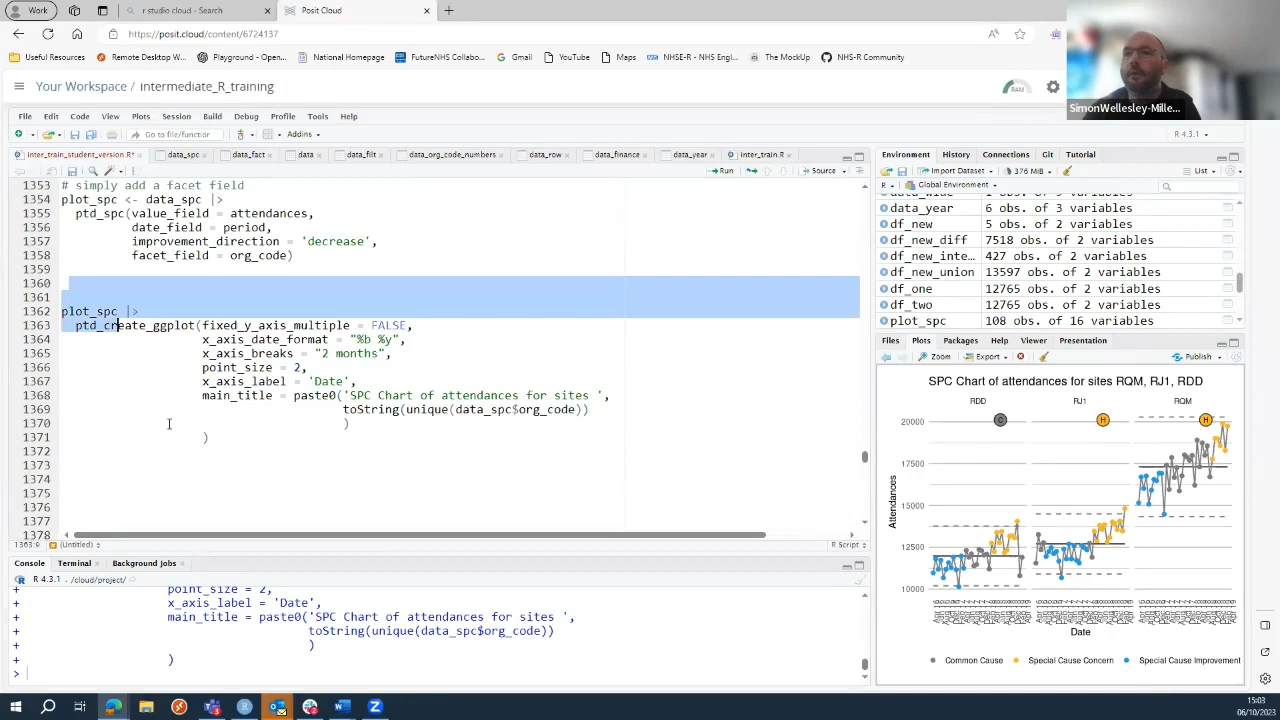 Work
r studio cloud - Search
Posit Cloud
https://posit.cloud/content/6724137
Useful Resources
Remote Desktop W...
Playground - Open...
National Homepage
FutureNHS Collabo...
Gmail
YouTube
Maps
NHSE-R - NHS Engl...
The MockUp
NHS-R Community
SimonWellesley-Mille...
Your Workspace / intermediate_R_training
RAM
File Edit Code View Plots Session Build Debug Profile Tools Help
Go to file/function
Addins
R 4.3.1
inter_train_student_version.R*
data_spc
data_fact
data
data_filt
data_org_code_numbers
data_row
data_finance
data_year
inter_train.R
Run
Source
1353 # simply add a facet field
1354 plot_spc <- data_spc |>
1355 ptd_spc(value_field = attendances,
1356 date_field = period,
1357 improvement_direction = 'decrease',
1358 facet_field = org_code)
1359
1360
1361
1362 plot_spc |>
1363 ptd_create_ggplot(fixed_y_axis_multiple = FALSE,
1364 x_axis_date_format = "%b %y",
1365 x_axis_breaks = "2 months",
1366 point_size = 2,
1367 x_axis_label = 'Date',
1368 main_title = paste0('SPC Chart of attendances for sites ',
1369 toString(unique(data_spc$org_code))
1370 )
1371 )
1372
1373
1374
1375
1376
1377
1378
1363:9
(Untitled)
R Script
Console Terminal Background Jobs
R 4.3.1 · /cloud/project/
+ point_size = 2,
+ x_axis_label = 'Date',
+ main_title = paste0('SPC Chart of attendances for sites ',
+ toString(unique(data_spc$org_code))
+ )
+ )
>
Environment History Connections Git Tutorial
Import Dataset
376 MiB
List
R
Global Environment
data_year 6 obs. of 3 variables
df_new 5 obs. of 2 variables
df_new_diff 7518 obs. of 2 variables
df_new_inte... 427 obs. of 2 variables
df_new_union 13597 obs. of 2 variables
df_one 12765 obs. of 2 variables
df_two 12765 obs. of 2 variables
plot_spc 108 obs. of 16 variables
Files Plots Packages Help Viewer Presentation
Zoom
Export
Publish
SPC Chart of attendances for sites RQM, RJ1, RDD
RDD
RJ1
RQM
C
H
H
20000
17500
15000
12500
10000
Attendances
Date
Common Cause
Special Cause Concern
Special Cause Improvement
15:03
06/10/2023